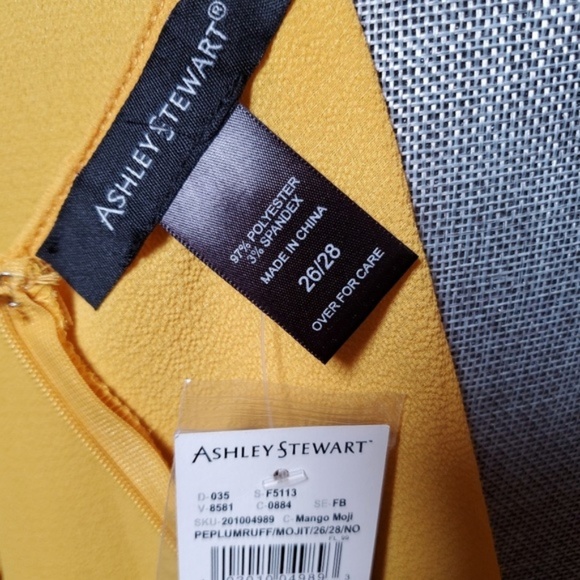 ASHLEY STEWART®
97% POLYESTER
3% SPANDEX
MADE IN CHINA
26/28
OVER FOR CARE
ASHLEY STEWART™
D-035 S-F5113
V-8581 C-0884 SE-FB
SKU-201004989 C-Mango Moji
PEPLUMRUFF/MOJIT/26/28/NO